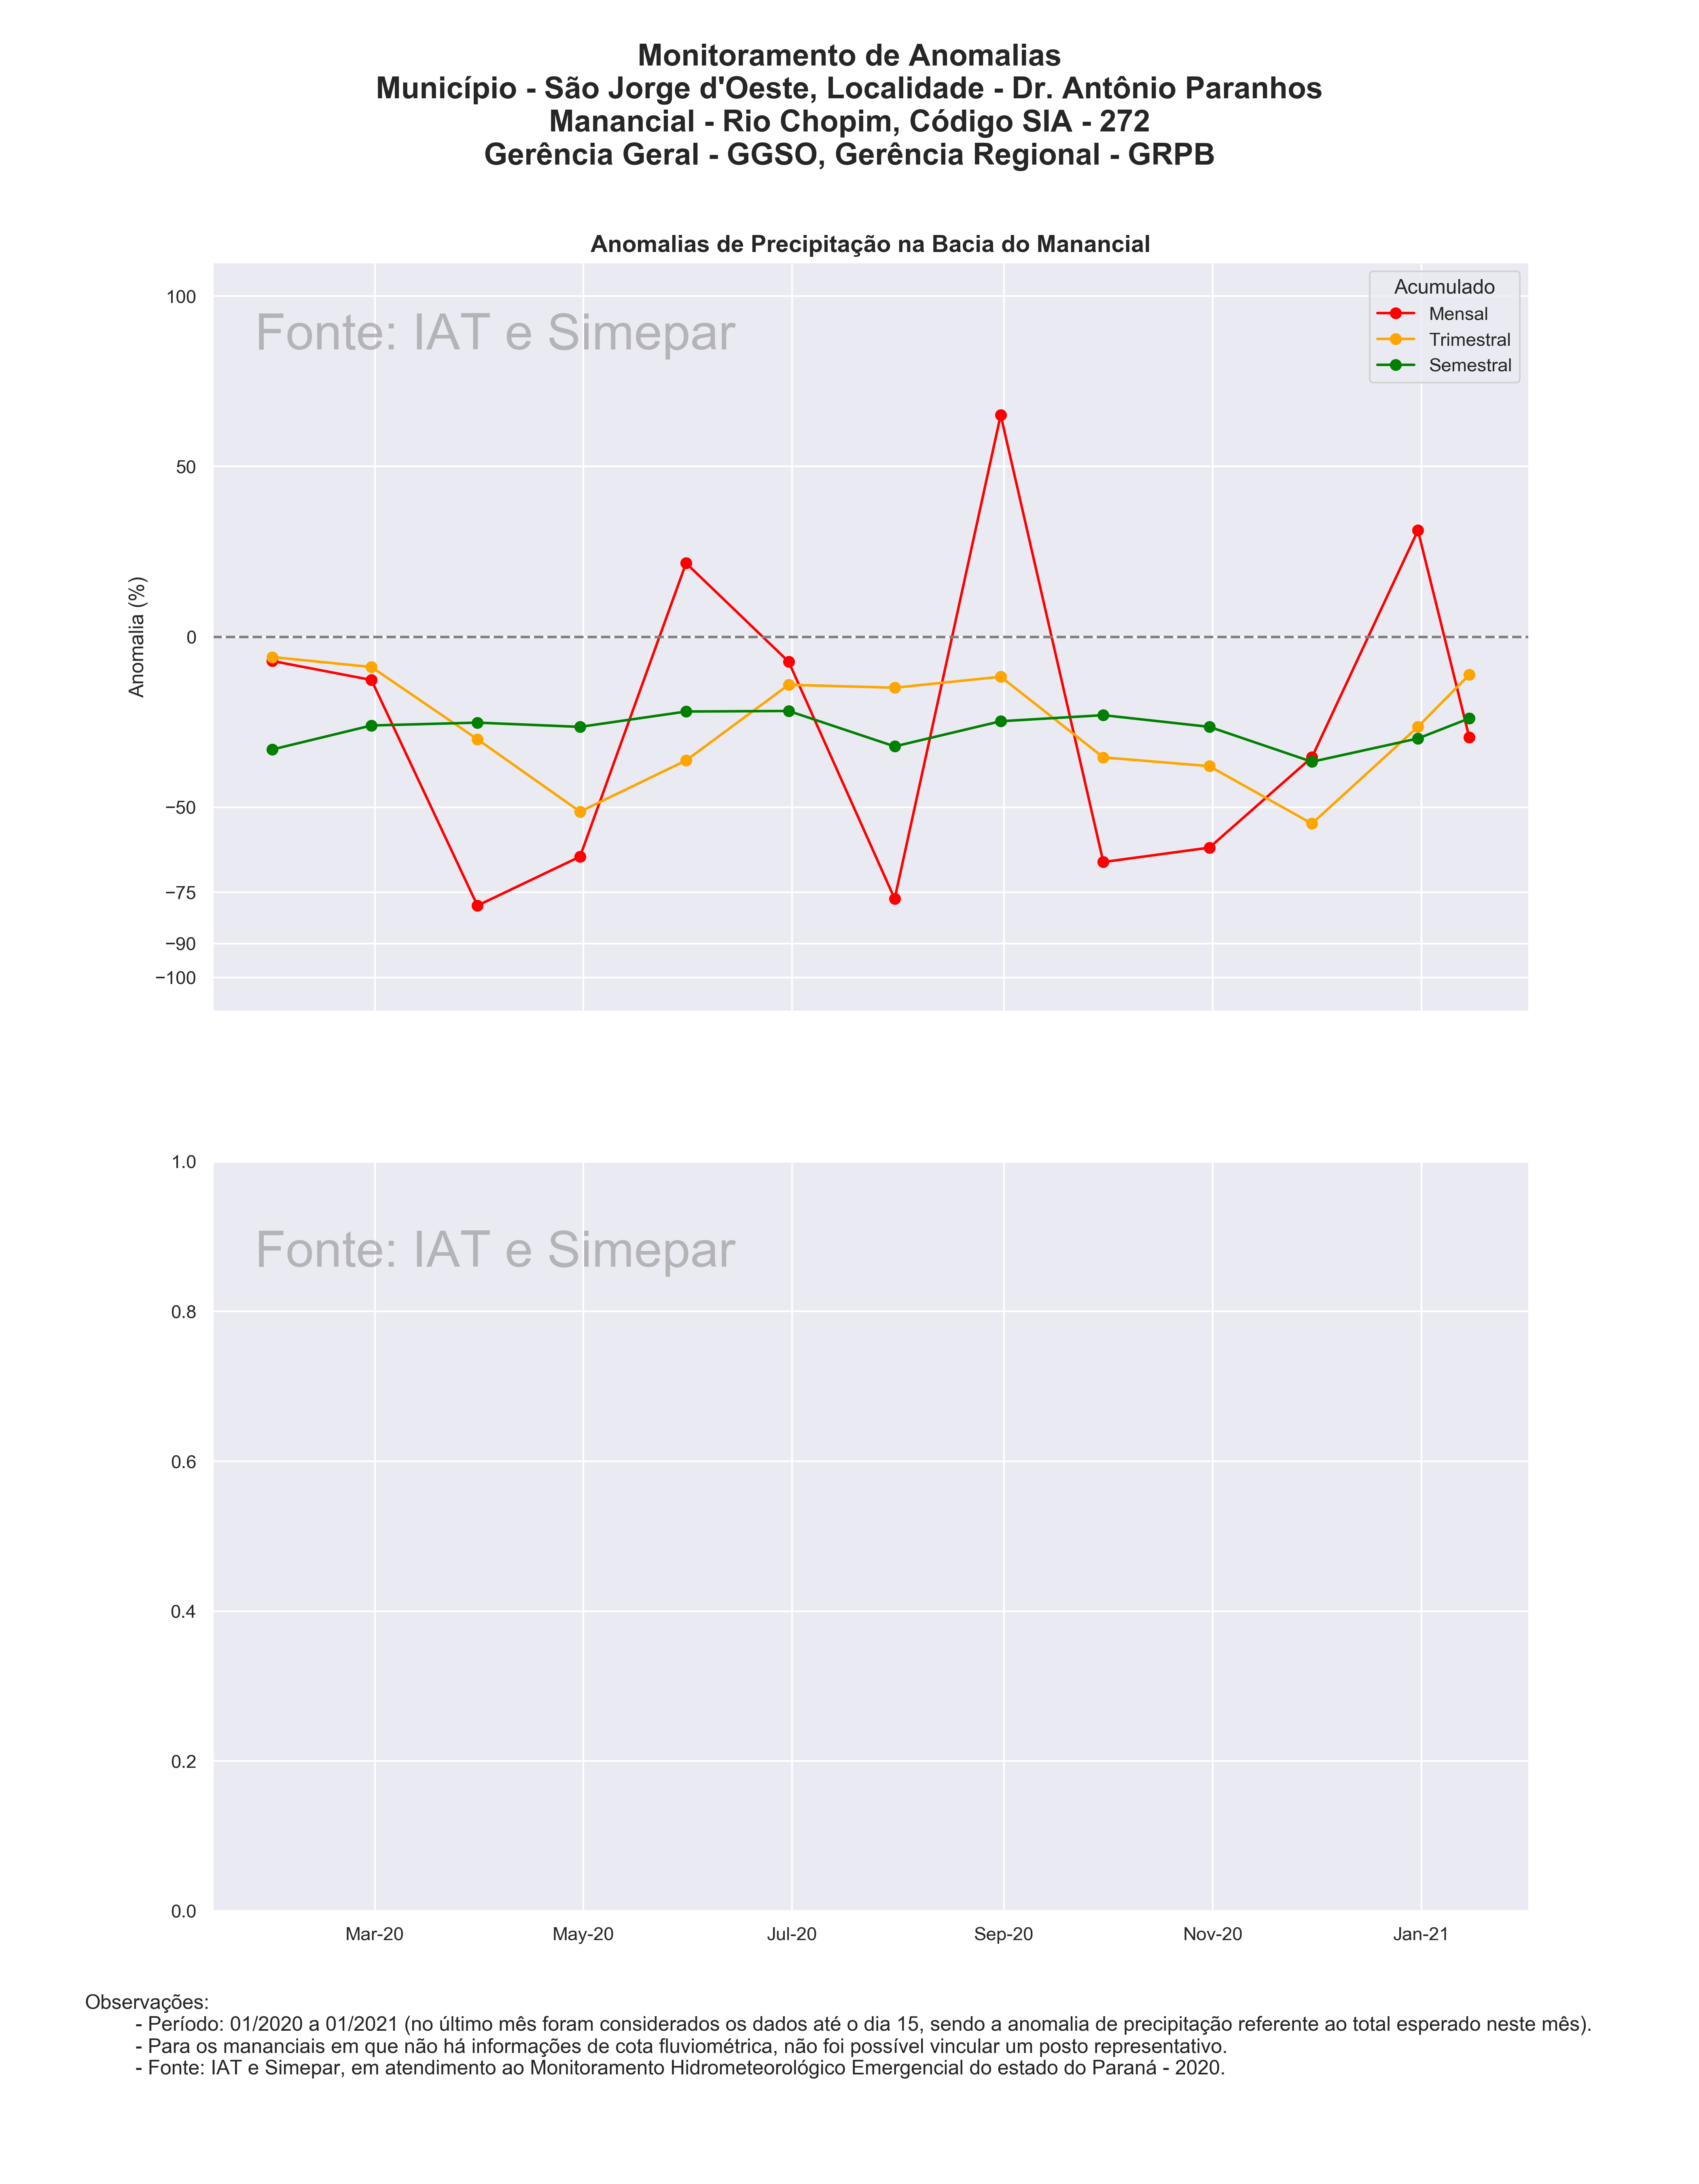 Monitoramento de Anomalias
Município - São Jorge d'Oeste, Localidade - Dr. Antônio Paranhos
Manancial - Rio Chopim, Código SIA - 272
Gerência Geral - GGSO, Gerência Regional - GRPB
Anomalias de Precipitação na Bacia do Manancial
Fonte: IAT e Simepar
Acumulado
Mensal
Trimestral
Semestral
Anomalia (%)
100
50
0
−50
−75
−90
−100
Fonte: IAT e Simepar
1.0
0.8
0.6
0.4
0.2
0.0
Mar-20 May-20 Jul-20 Sep-20 Nov-20 Jan-21
Observações:
- Período: 01/2020 a 01/2021 (no último mês foram considerados os dados até o dia 15, sendo a anomalia de precipitação referente ao total esperado neste mês).
- Para os mananciais em que não há informações de cota fluviométrica, não foi possível vincular um posto representativo.
- Fonte: IAT e Simepar, em atendimento ao Monitoramento Hidrometeorológico Emergencial do estado do Paraná - 2020.